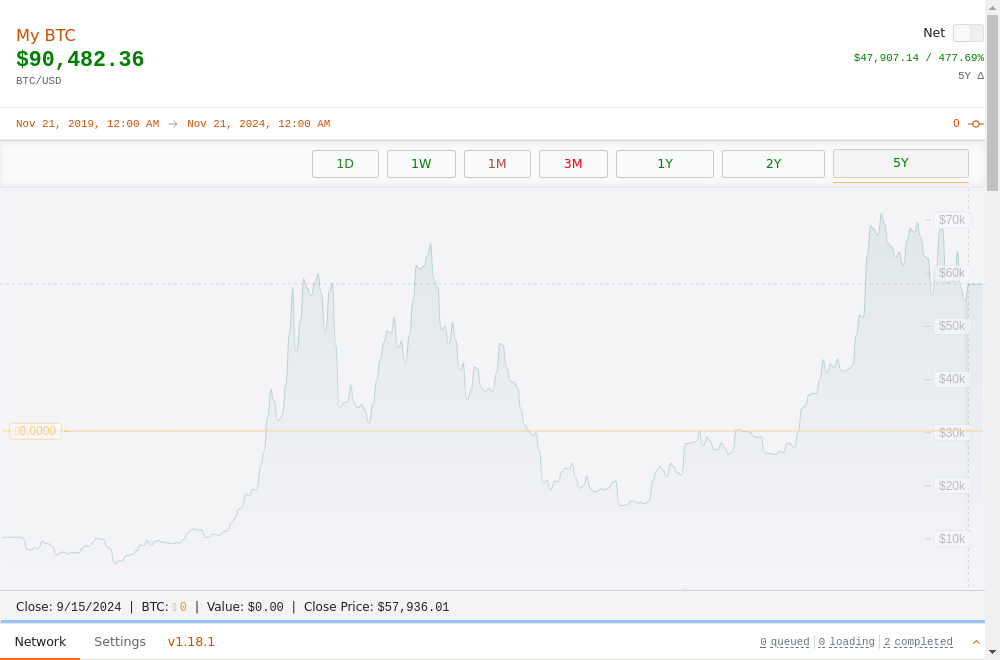 My BTC
Net
$90,482.36
$47,907.14 / 477.69%
BTC/USD
5Y Δ
Nov 21, 2019, 12:00 AM → Nov 21, 2024, 12:00 AM
0
1D 1W 1M 3M 1Y 2Y 5Y
$70k
$60k
$50k
$40k
0.0000
$30k
$20k
$10k
Close: 9/15/2024 | BTC: 0 | Value: $0.00 | Close Price: $57,936.01
Network Settings v1.18.1
0 queued 0 loading 2 completed